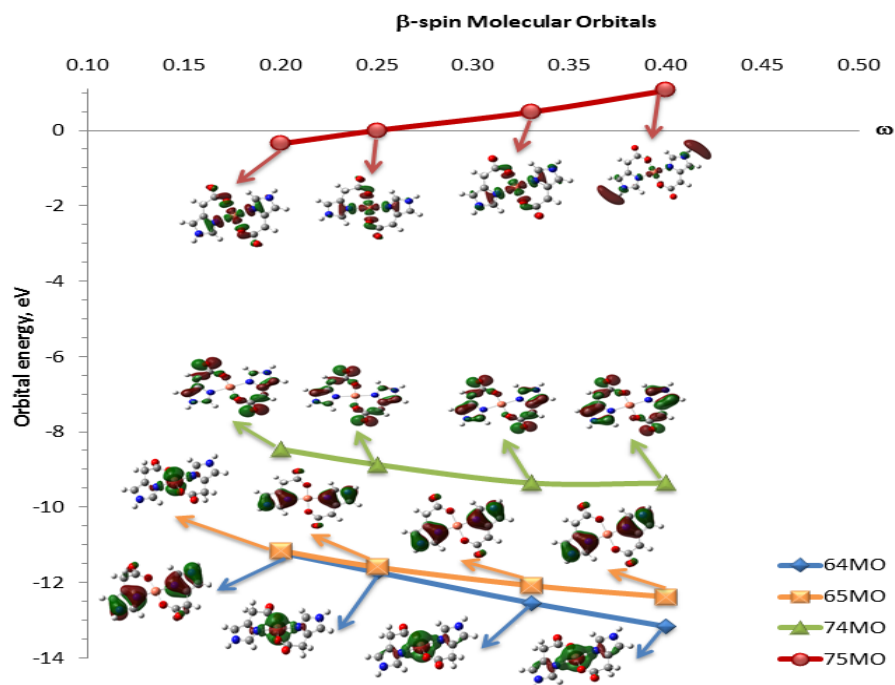 β-spin Molecular Orbitals
0.10 0.15 0.20 0.25 0.30 0.35 0.40 0.45 0.50
ω
Orbital energy, eV
0
-2
-4
-6
-8
-10
-12
-14
64MO
65MO
74MO
75MO